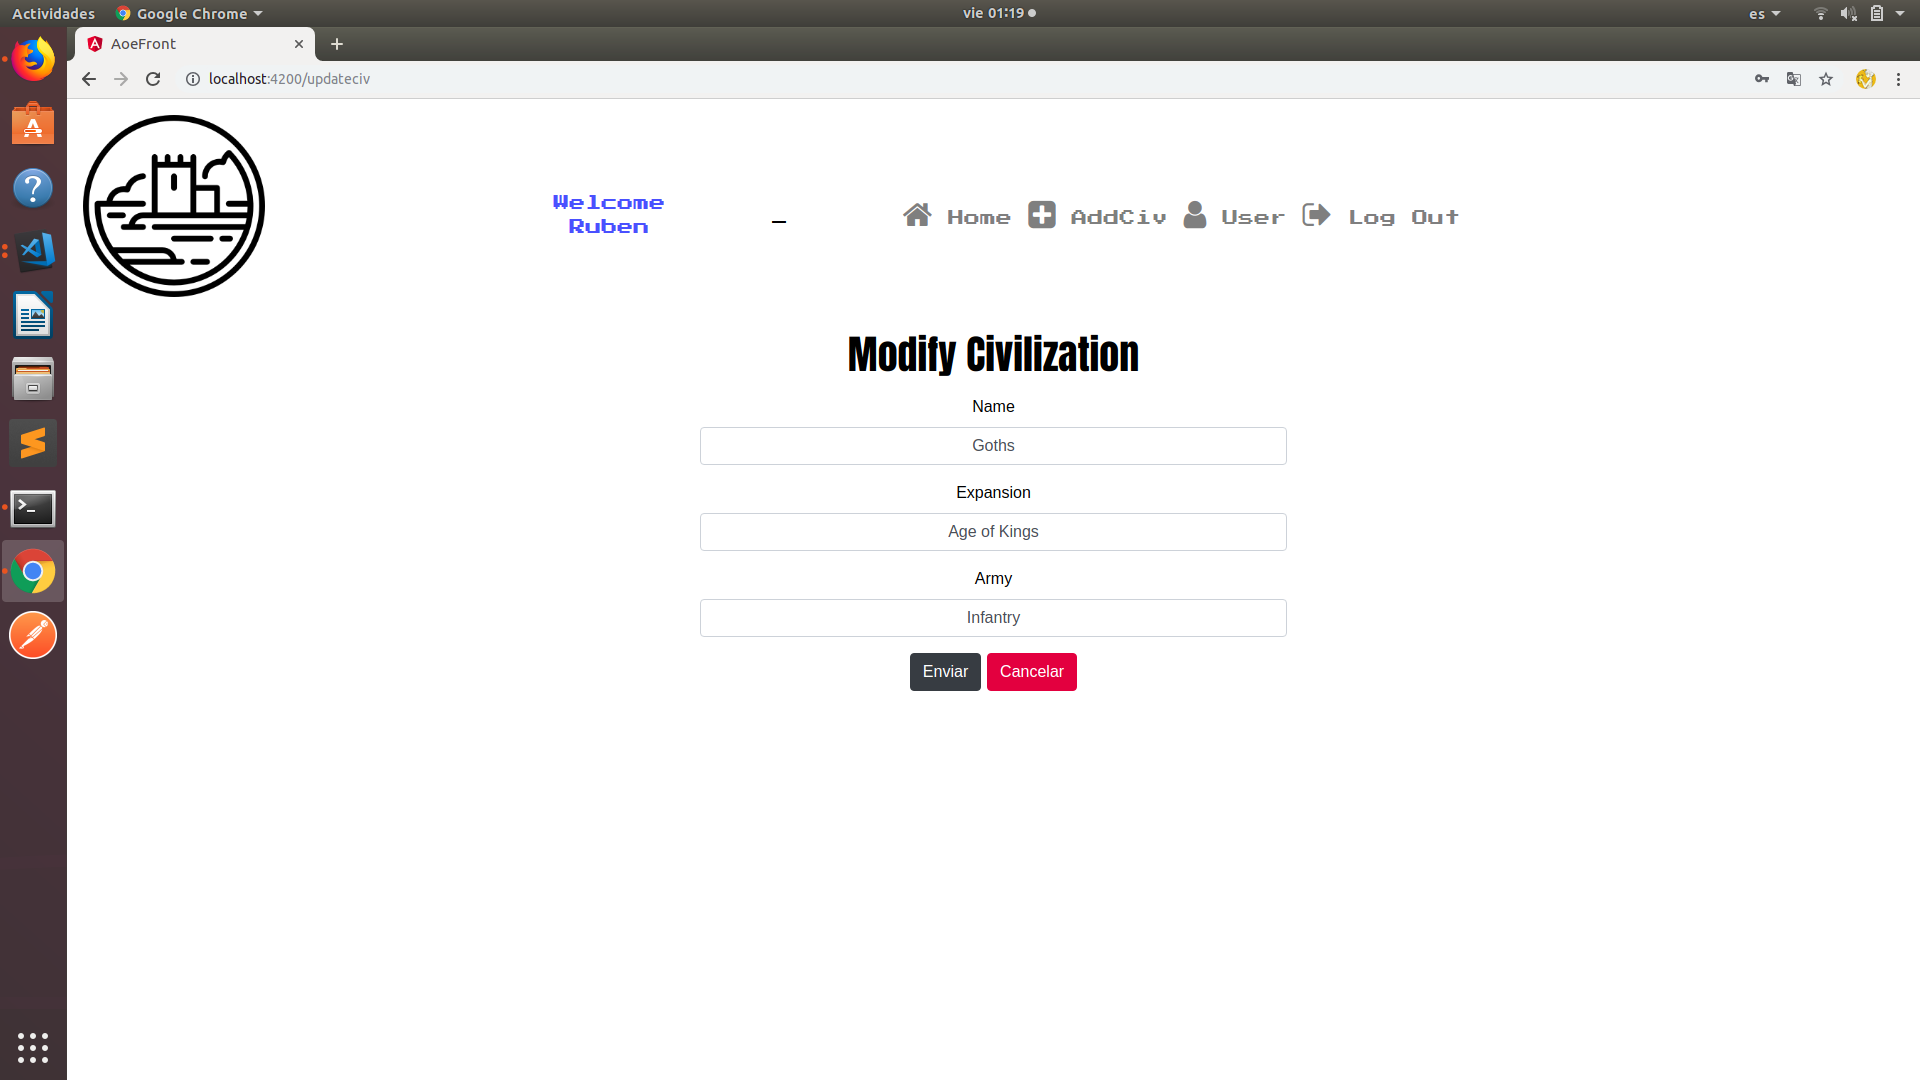 Actividades Google Chrome vie 01:19 es
AoeFront
localhost:4200/updateciv
Welcome
Ruben
– Home AddCiv User Log Out
Modify Civilization
Name
Goths
Expansion
Age of Kings
Army
Infantry
Enviar Cancelar